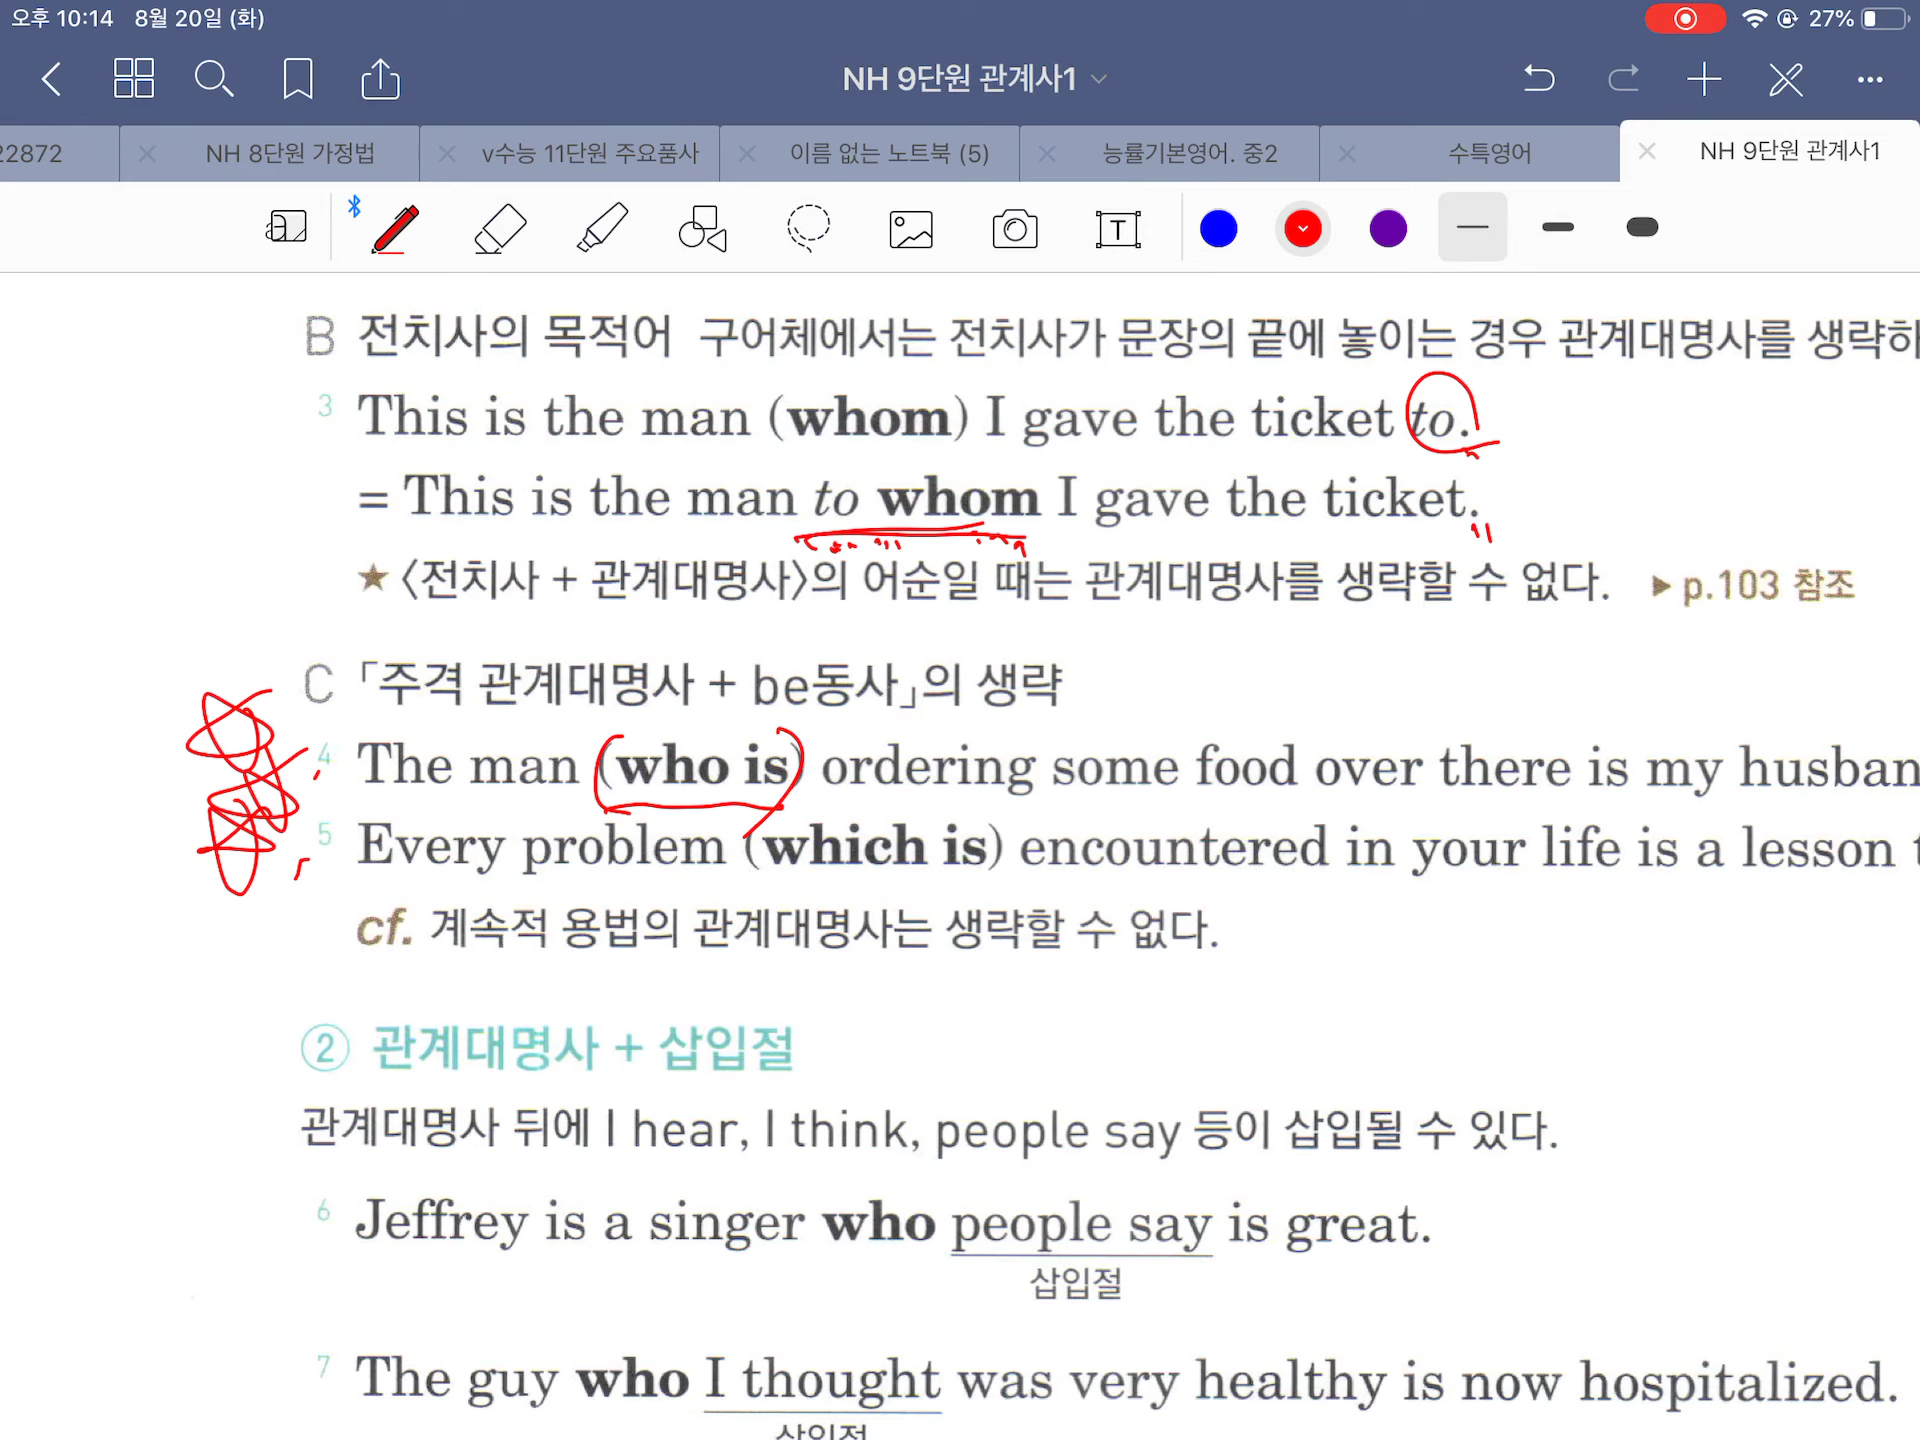 오후 10:14 8월 20일 (화) 27%
NH 9단원 관계사1
22872 NH 8단원 가정법 v수능 11단원 주요품사 이름 없는 노트북 (5) 능률기본영어. 중2 수특영어 NH 9단원 관계사1
B 전치사의 목적어 구어체에서는 전치사가 문장의 끝에 놓이는 경우 관계대명사를 생략하
3 This is the man (whom) I gave the ticket to.
= This is the man to whom I gave the ticket.
★〈전치사 + 관계대명사〉의 어순일 때는 관계대명사를 생략할 수 없다. ▶ p.103 참조
C 「주격 관계대명사 + be동사」의 생략
4 The man (who is) ordering some food over there is my husban
5 Every problem (which is) encountered in your life is a lesson t
cf. 계속적 용법의 관계대명사는 생략할 수 없다.
② 관계대명사 + 삽입절
관계대명사 뒤에 I hear, I think, people say 등이 삽입될 수 있다.
6 Jeffrey is a singer who people say is great.
삽입절
7 The guy who I thought was very healthy is now hospitalized.
삽입절